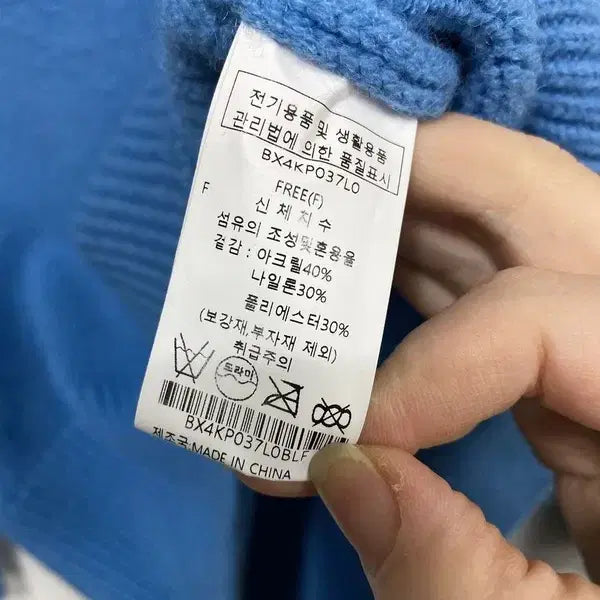 전기용품및 생활용품
관리법에 의한 품질표시
BX4KP037L0
F FREE(F)
신 체 치 수
섬유의 조성및혼용율
겉감 : 아크릴40%
나일론30%
폴리에스터30%
(보강재,부자재 제외)
취급주의
드라이
BX4KP037L0BLF
제조국:MADE IN CHINA